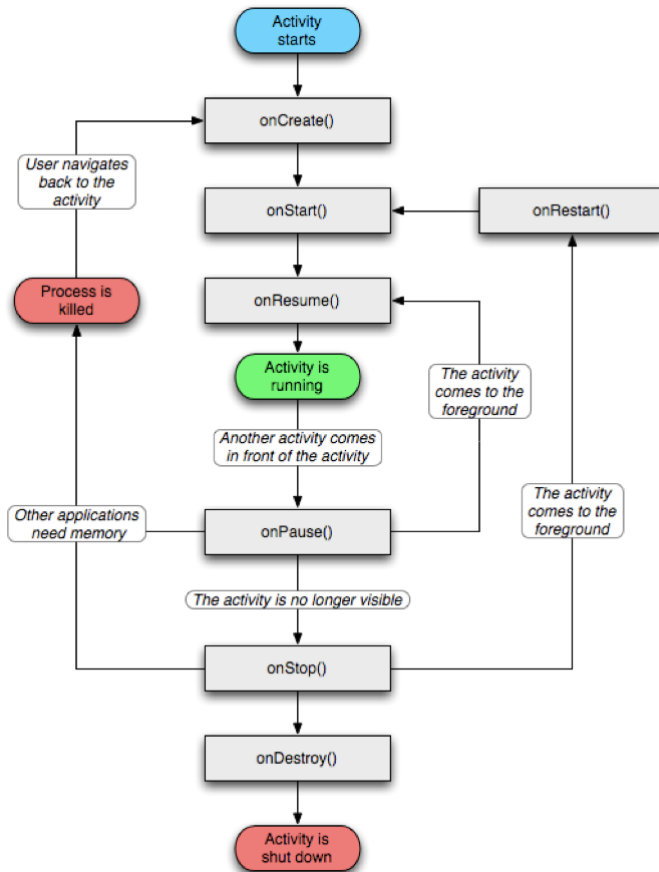 Activity
starts
onCreate()
User navigates
back to the
activity
onStart()
onRestart()
Process is
killed
onResume()
Activity is
running
The activity
comes to the
foreground
Another activity comes
in front of the activity
Other applications
need memory
onPause()
The activity
comes to the
foreground
The activity is no longer visible
onStop()
onDestroy()
Activity is
shut down